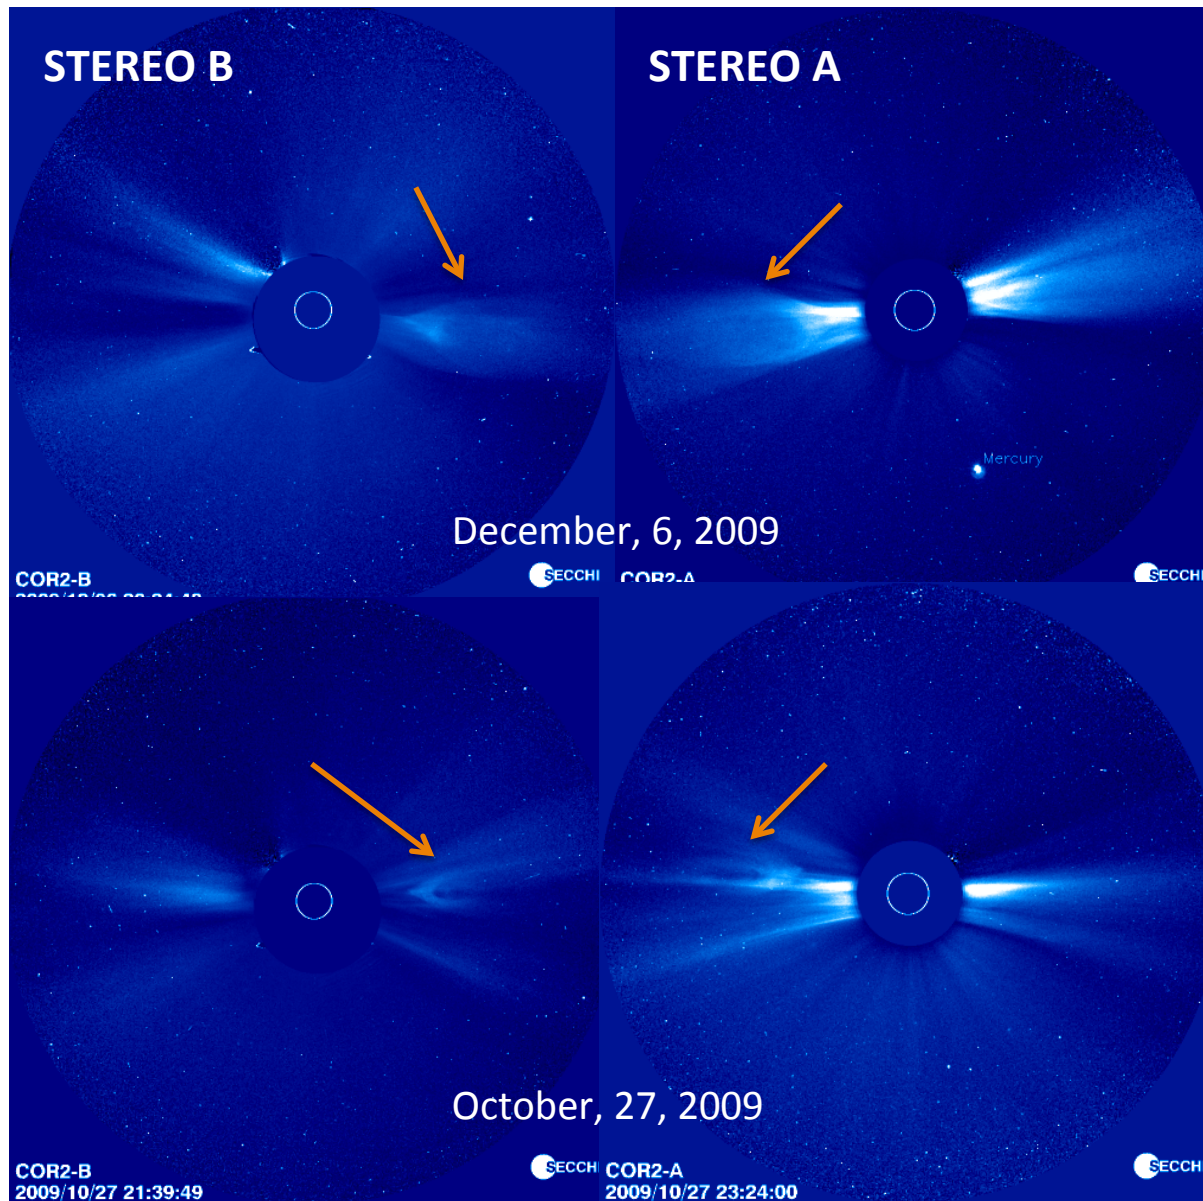 STEREO B
STEREO A
Mercury
December, 6, 2009
COR2-B
SECCHI
COR2-A
SECCHI
October, 27, 2009
COR2-B
2009/10/27 21:39:49
SECCHI
COR2-A
2009/10/27 23:24:00
SECCHI